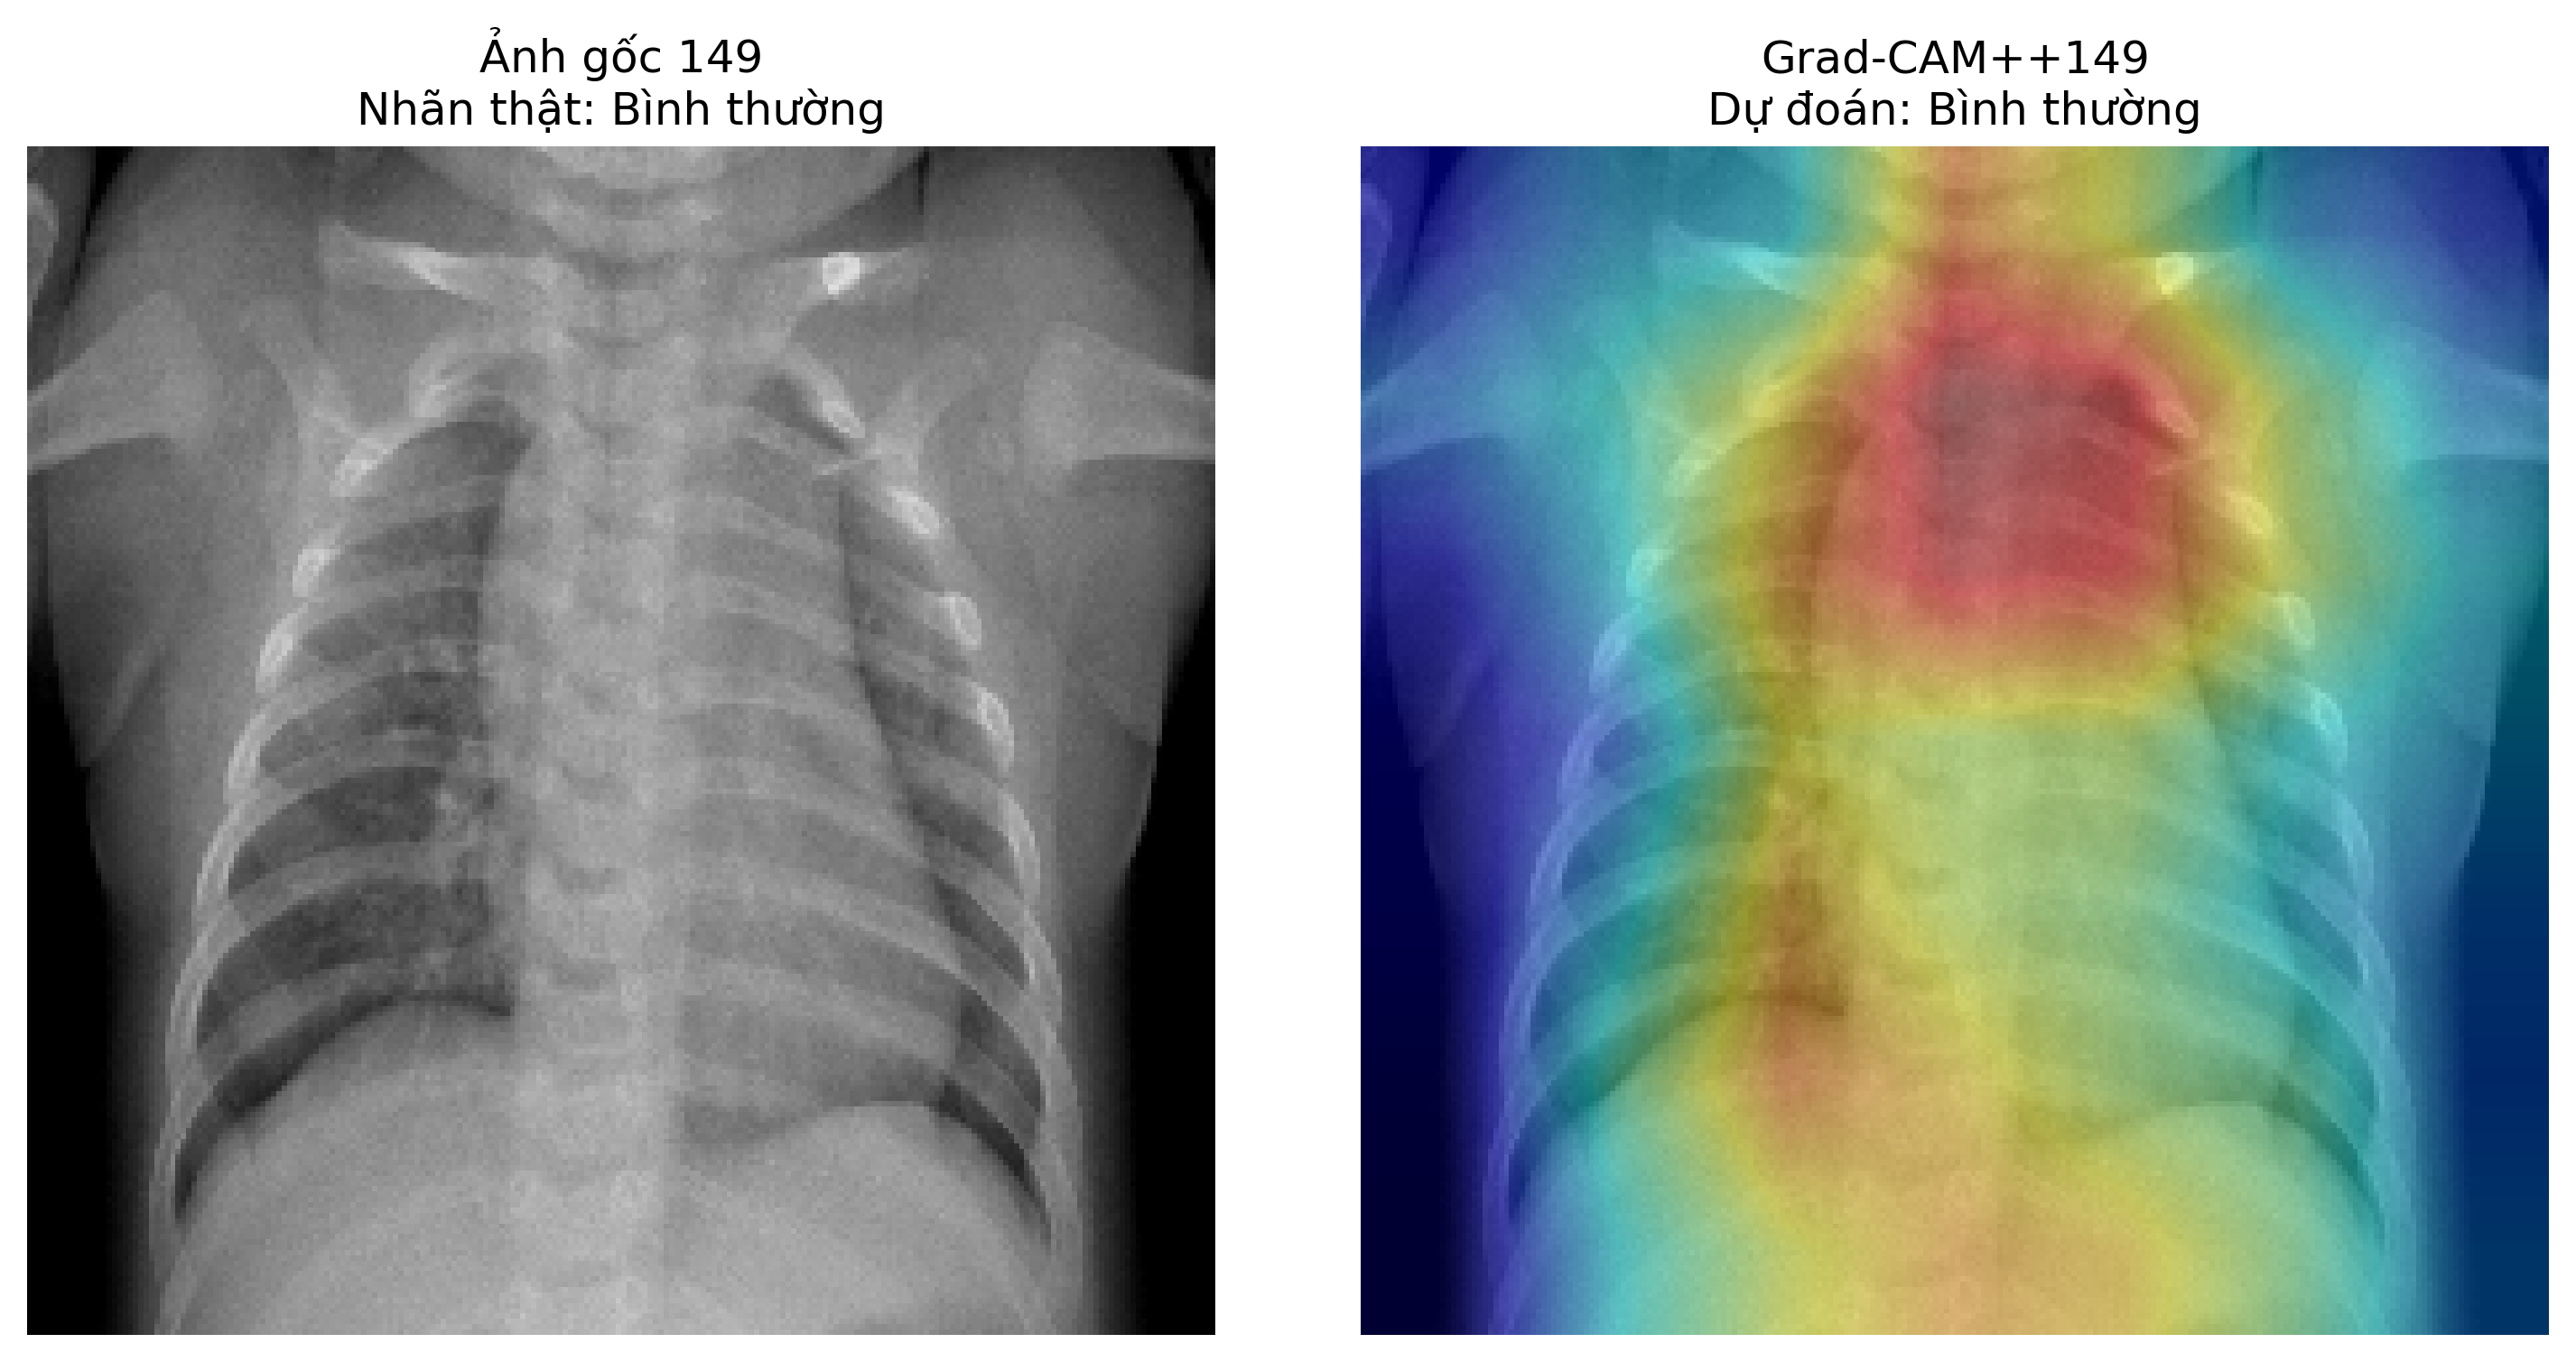 Ảnh gốc 149
Nhãn thật: Bình thường
Grad-CAM++149
Dự đoán: Bình thường